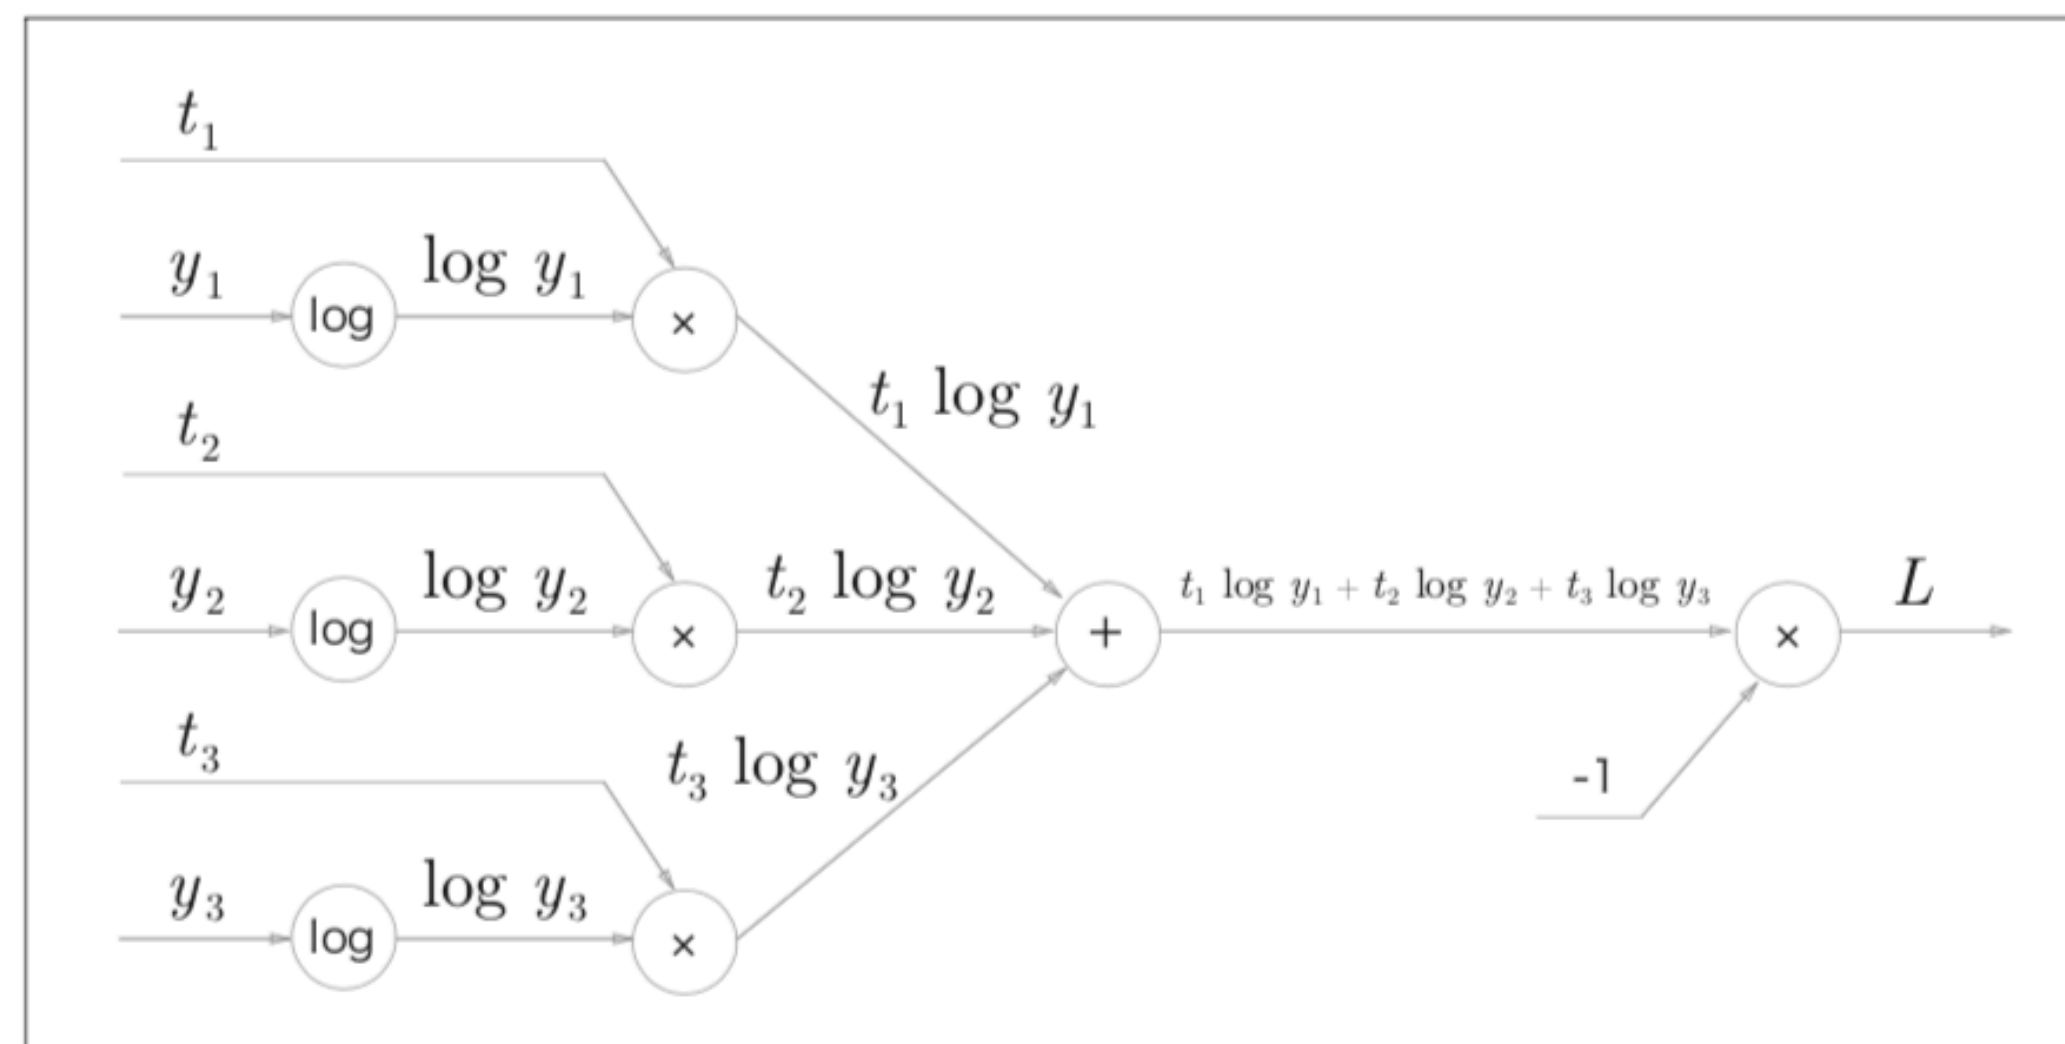 t₁
y₁ log log y₁ ×
t₁ log y₁
t₂
y₂ log log y₂ × t₂ log y₂ + t₁ log y₁ + t₂ log y₂ + t₃ log y₃ × L
t₃
t₃ log y₃
-1
y₃ log log y₃ ×